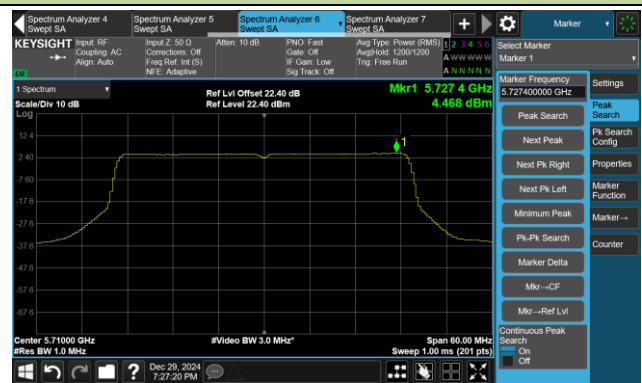 Spectrum Analyzer 4
Swept SA
Spectrum Analyzer 5
Swept SA
Spectrum Analyzer 6
Swept SA
Spectrum Analyzer 7
Swept SA
+
Marker
KEYSIGHT
Input: RF
Coupling: AC
Align: Auto
Input Z: 50 Ω
Corrections: Off
Freq Ref: Int (S)
NFE: Adaptive
Atten: 10 dB
PNO: Fast
Gate: Off
IF Gain: Low
Sig Track: Off
Avg Type: Power (RMS)
Avg|Hold: 1200/1200
Trig: Free Run
1 2 3 4 5 6
A W W W W W
A N N N N N
LV
1 Spectrum
Scale/Div 10 dB
Log
Ref Lvl Offset 22.40 dB
Ref Level 22.40 dBm
Mkr1 5.727 4 GHz
4.468 dBm
1
12.4
2.40
-7.60
-17.6
-27.6
-37.6
-47.6
-57.6
-67.6
Center 5.71000 GHz
#Res BW 1.0 MHz
#Video BW 3.0 MHz*
Span 60.00 MHz
Sweep 1.00 ms (201 pts)
Select Marker
Marker 1
Marker Frequency
5.727400000 GHz
Peak Search
Next Peak
Next Pk Right
Next Pk Left
Minimum Peak
Pk-Pk Search
Marker Delta
Mkr→CF
Mkr→Ref Lvl
Continuous Peak
Search
On
Off
Settings
Peak
Search
Pk Search
Config
Properties
Marker
Function
Marker→
Counter
?
Dec 29, 2024
7:27:20 PM